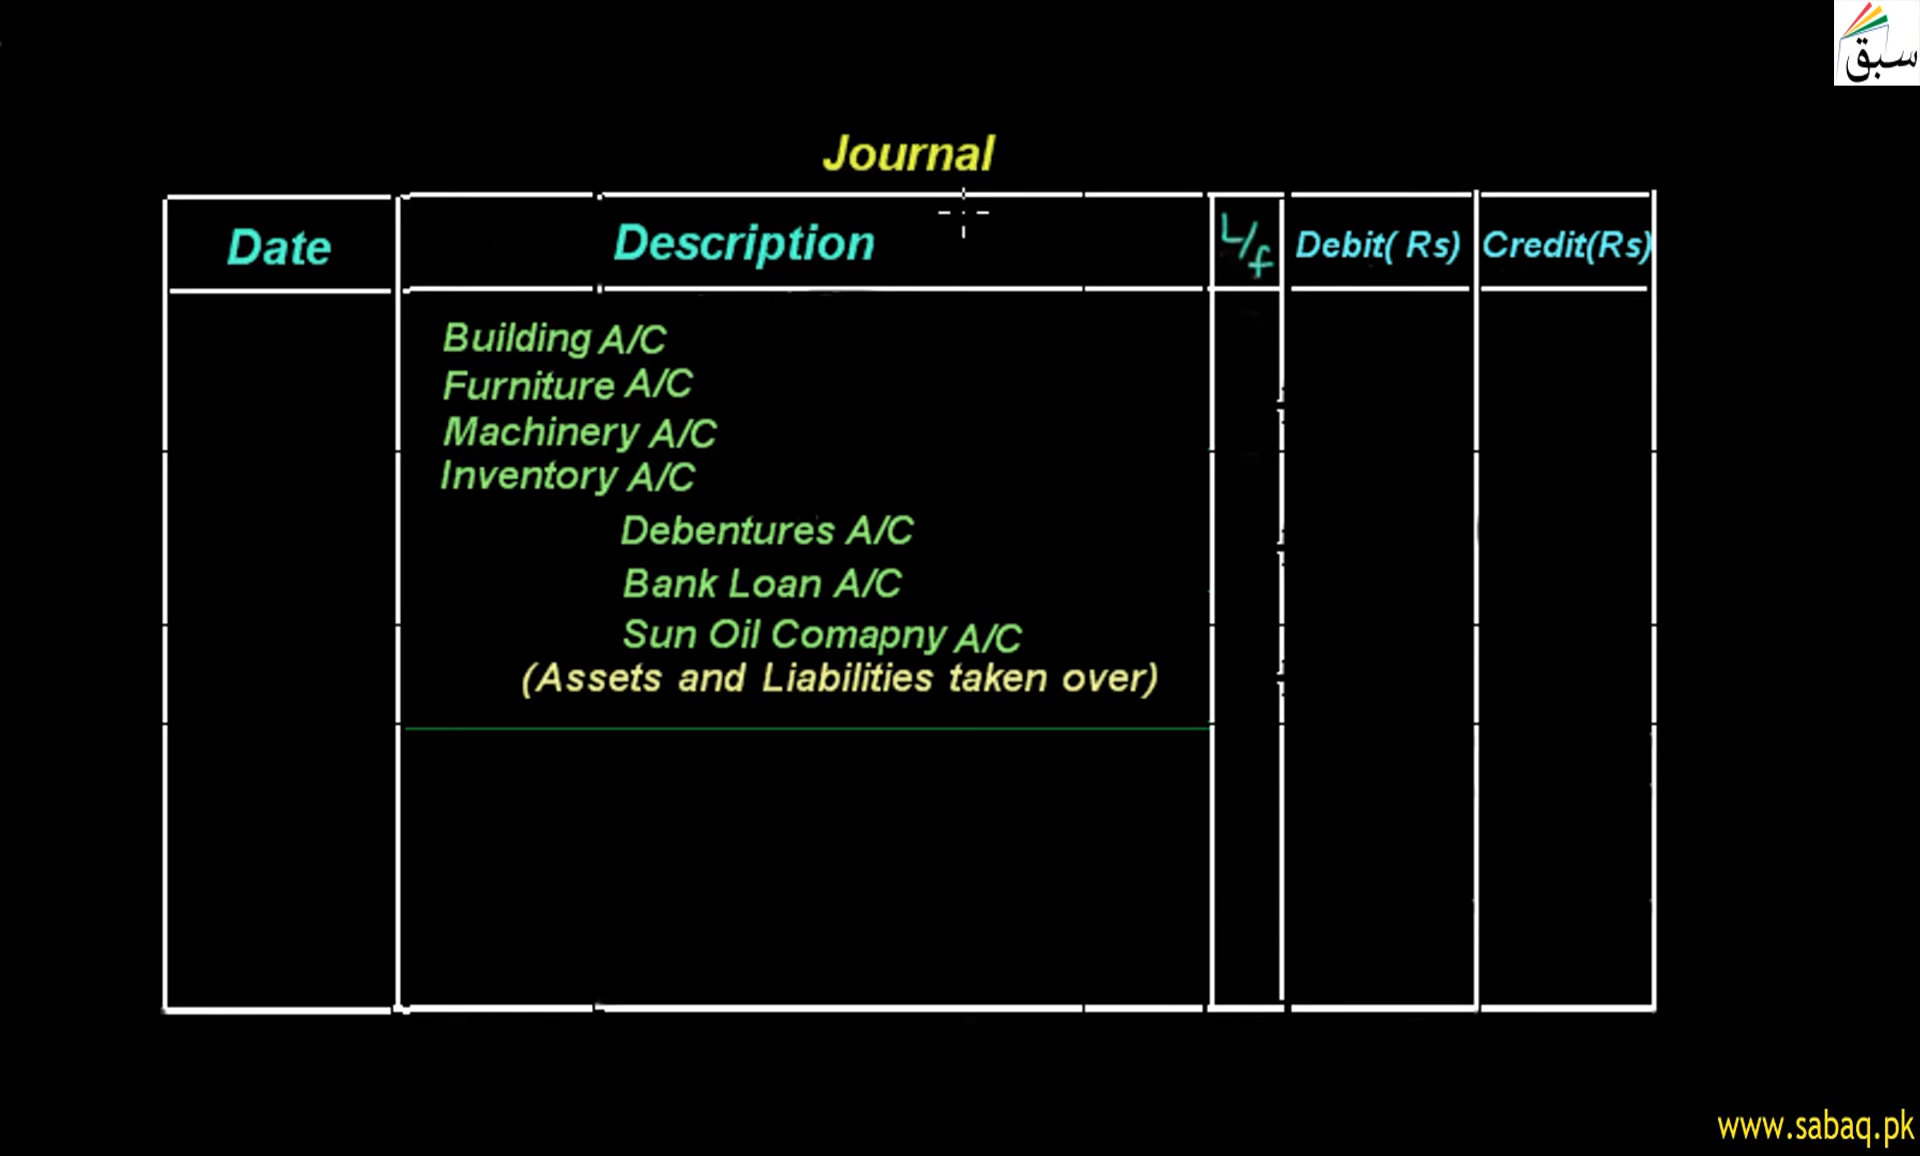 سبق
Journal
Date Description L/f Debit( Rs) Credit(Rs)
Building A/C
Furniture A/C
Machinery A/C
Inventory A/C
Debentures A/C
Bank Loan A/C
Sun Oil Comapny A/C
(Assets and Liabilities taken over)
www.sabaq.pk